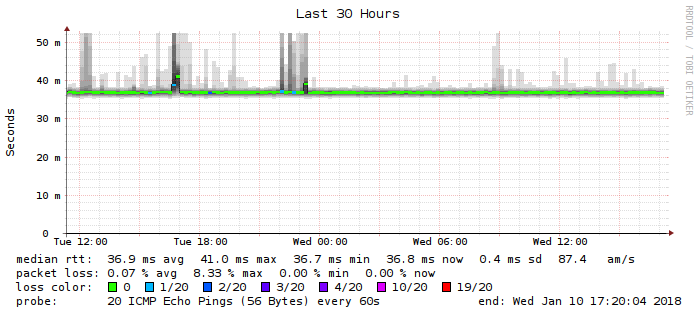 Last 30 Hours
RRDTOOL / TOBI OETIKER
Seconds
50 m
40 m
30 m
20 m
10 m
0
Tue 12:00 Tue 18:00 Wed 00:00 Wed 06:00 Wed 12:00
median rtt: 36.9 ms avg 41.0 ms max 36.7 ms min 36.8 ms now 0.4 ms sd 87.4 am/s
packet loss: 0.07 % avg 8.33 % max 0.00 % min 0.00 % now
loss color: 0 1/20 2/20 3/20 4/20 10/20 19/20
probe: 20 ICMP Echo Pings (56 Bytes) every 60s end: Wed Jan 10 17:20:04 2018